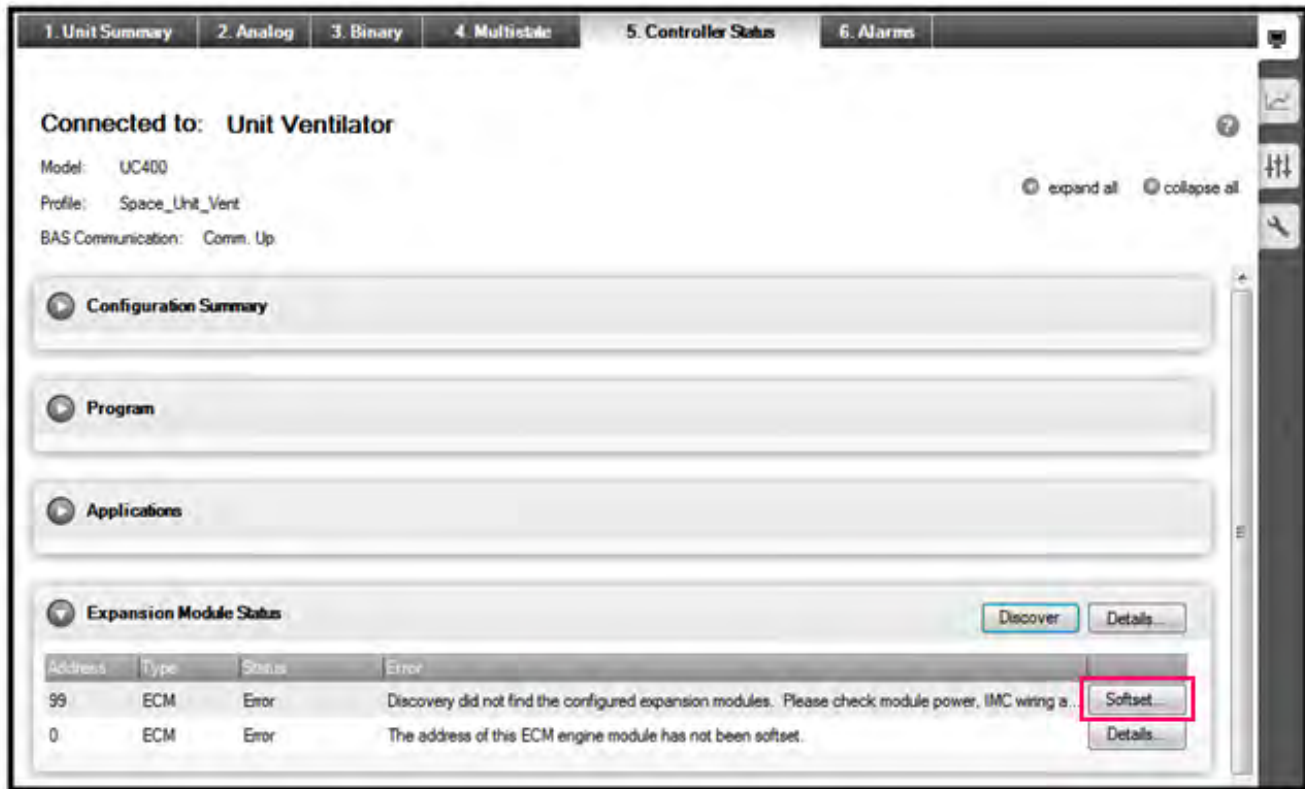 1. Unit Summary 2. Analog 3. Binary 4. Multistate 5. Controller Status 6. Alarms
Connected to: Unit Ventilator
Model: UC400
expand all collapse all
Profile: Space_Unit_Vent
BAS Communication: Comm. Up
Configuration Summary
Program
Applications
Expansion Module Status Discover Details...
Address Type Status Error
99 ECM Error Discovery did not find the configured expansion modules. Please check module power, IMC wiring a... Softset...
0 ECM Error The address of this ECM engine module has not been softset. Details...